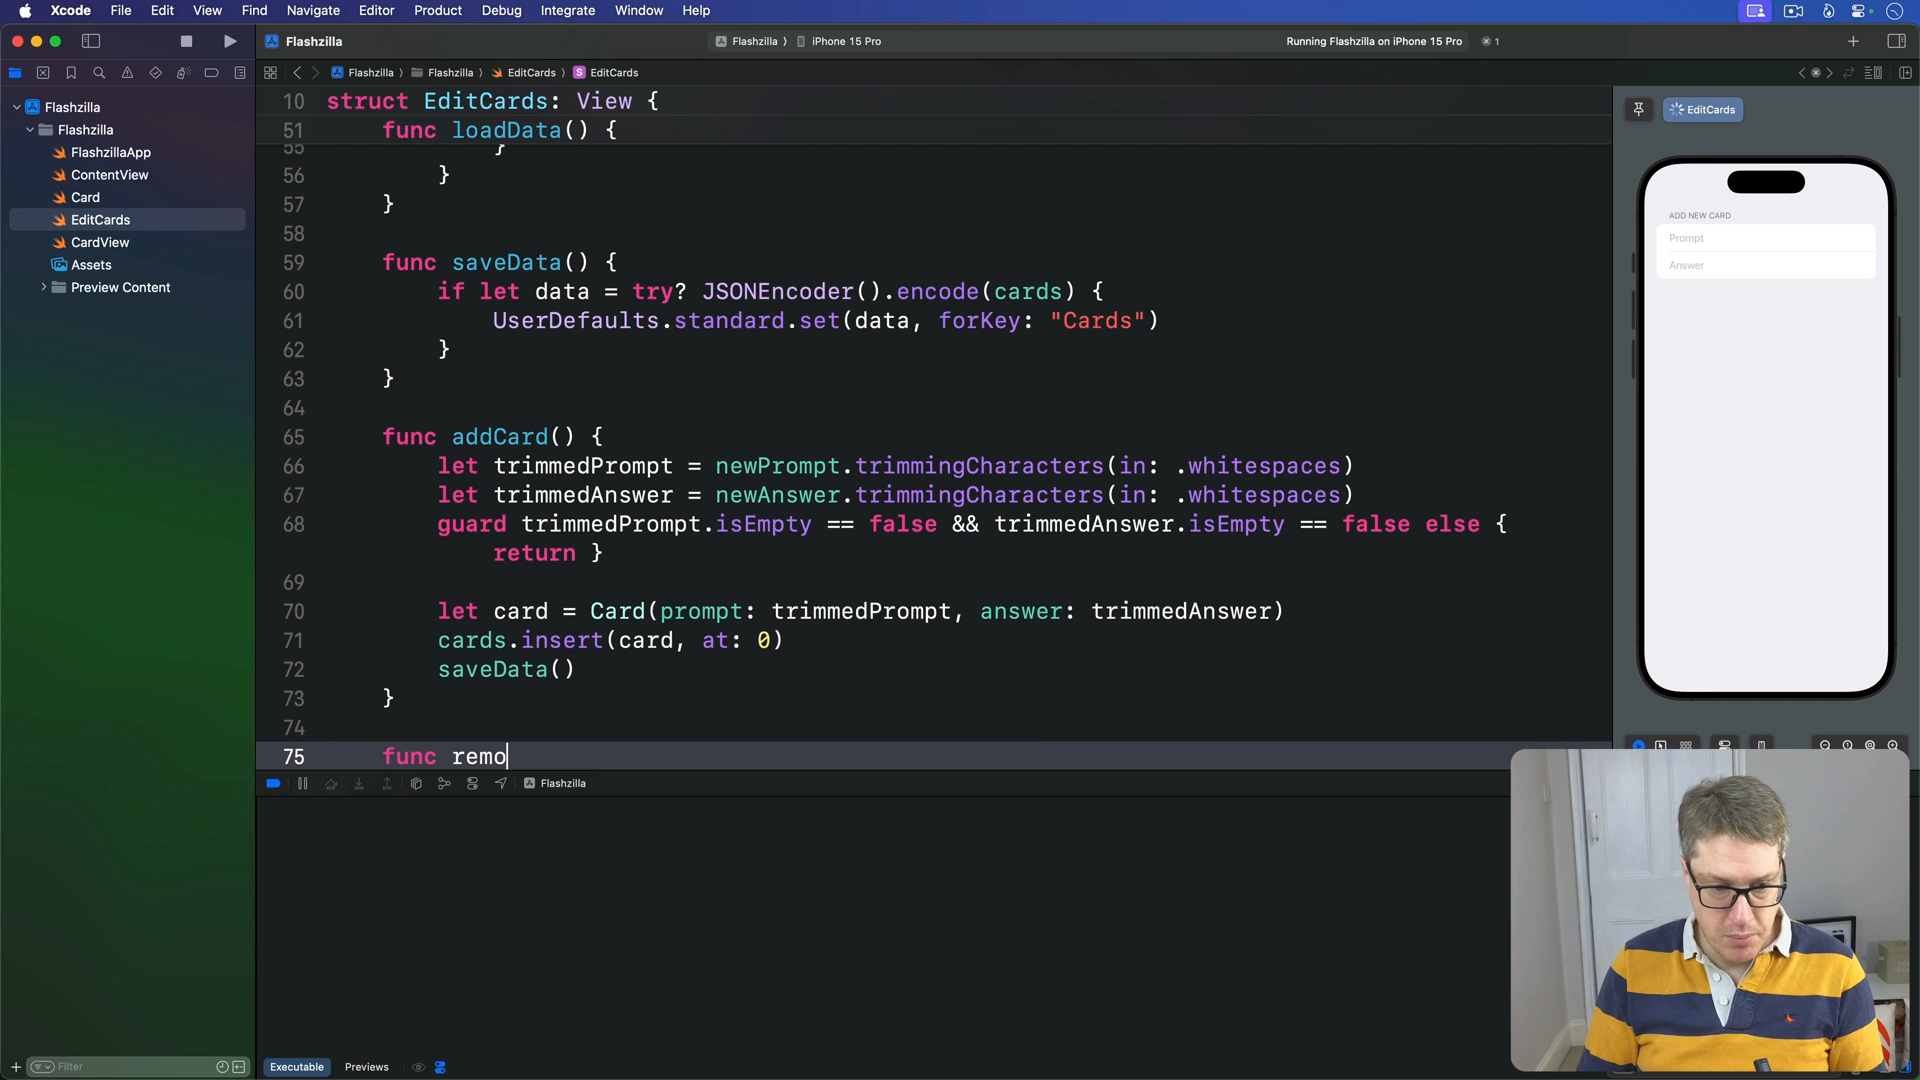 Xcode File Edit View Find Navigate Editor Product Debug Integrate Window Help
Flashzilla
Flashzilla iPhone 15 Pro
Running Flashzilla on iPhone 15 Pro
1
Flashzilla Flashzilla EditCards EditCards
Flashzilla
Flashzilla
FlashzillaApp
ContentView
Card
EditCards
CardView
Assets
Preview Content
Filter
10 struct EditCards: View {
51 func loadData() {
55 }
56 }
57 }
58
59 func saveData() {
60 if let data = try? JSONEncoder().encode(cards) {
61 UserDefaults.standard.set(data, forKey: "Cards")
62 }
63 }
64
65 func addCard() {
66 let trimmedPrompt = newPrompt.trimmingCharacters(in: .whitespaces)
67 let trimmedAnswer = newAnswer.trimmingCharacters(in: .whitespaces)
68 guard trimmedPrompt.isEmpty == false && trimmedAnswer.isEmpty == false else {
return }
69
70 let card = Card(prompt: trimmedPrompt, answer: trimmedAnswer)
71 cards.insert(card, at: 0)
72 saveData()
73 }
74
75 func remo
Flashzilla
Executable Previews
EditCards
ADD NEW CARD
Prompt
Answer